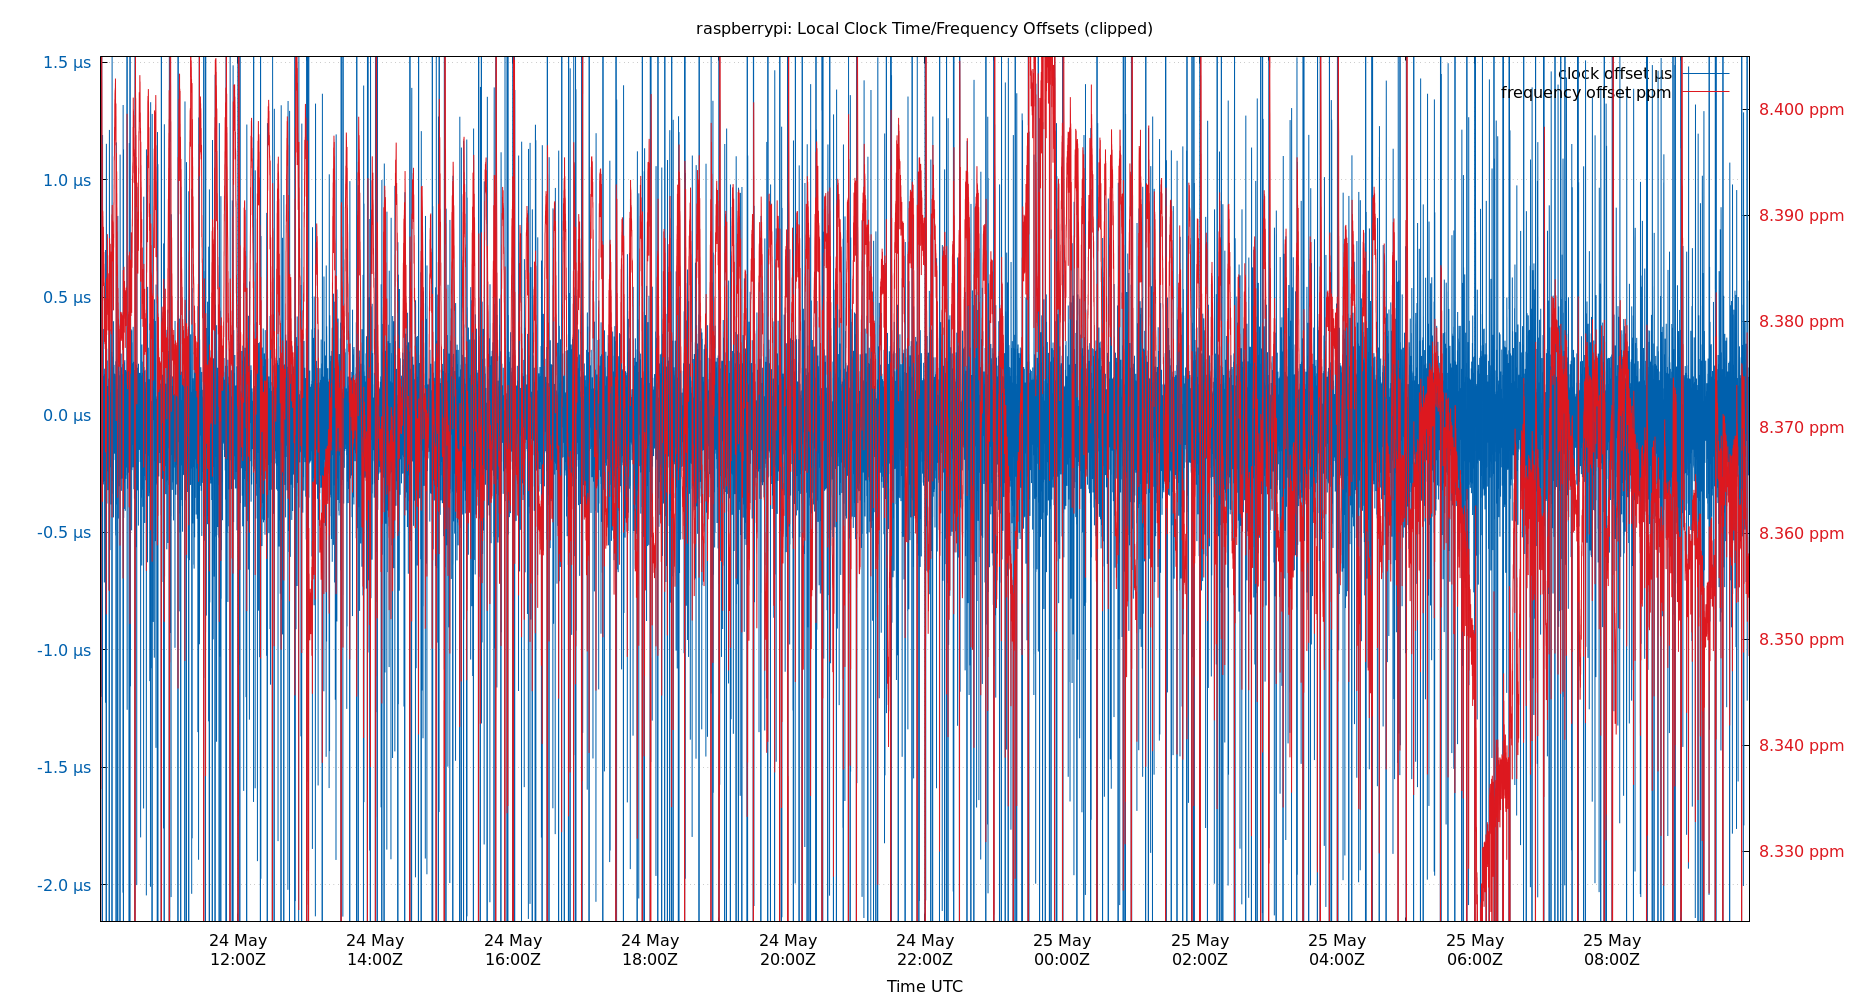 raspberrypi: Local Clock Time/Frequency Offsets (clipped)
clock offset µs
frequency offset ppm
1.5 µs
1.0 µs
0.5 µs
0.0 µs
-0.5 µs
-1.0 µs
-1.5 µs
-2.0 µs
8.400 ppm
8.390 ppm
8.380 ppm
8.370 ppm
8.360 ppm
8.350 ppm
8.340 ppm
8.330 ppm
24 May 24 May 24 May 24 May 24 May 24 May 25 May 25 May 25 May 25 May 25 May
12:00Z 14:00Z 16:00Z 18:00Z 20:00Z 22:00Z 00:00Z 02:00Z 04:00Z 06:00Z 08:00Z
Time UTC